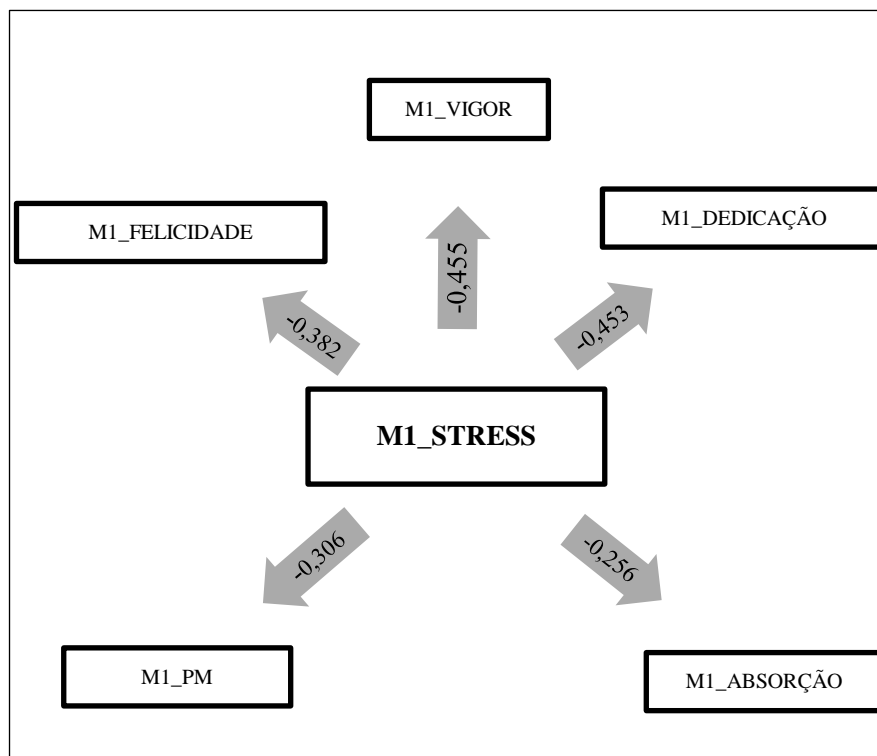 M1_VIGOR
M1_FELICIDADE
M1_DEDICAÇÃO
-0,382
-0,455
-0,453
M1_STRESS
-0,306
-0,256
M1_PM
M1_ABSORÇÃO